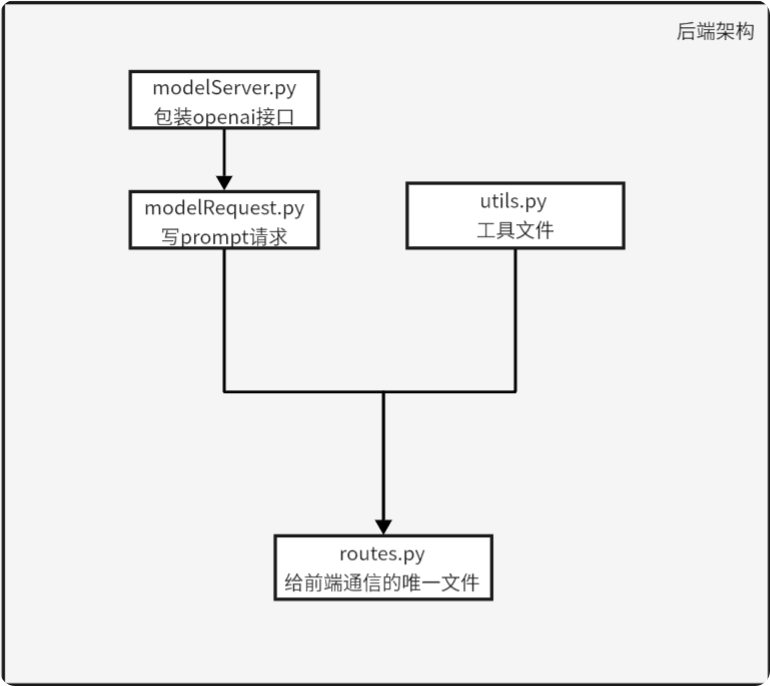 后端架构
modelServer.py
包装openai接口
modelRequest.py
写prompt请求
utils.py
工具文件
routes.py
给前端通信的唯一文件